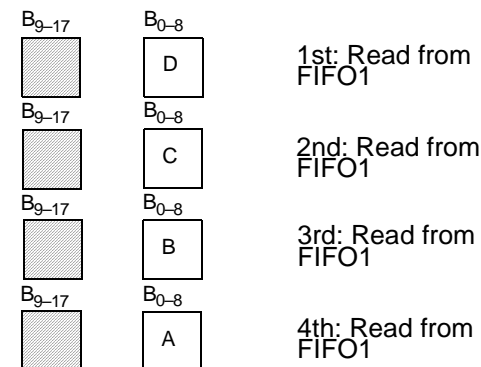 B9–17 B0–8
D 1st: Read from
FIFO1
B9–17 B0–8
C 2nd: Read from
FIFO1
B9–17 B0–8
B 3rd: Read from
FIFO1
B9–17 B0–8
A 4th: Read from
FIFO1